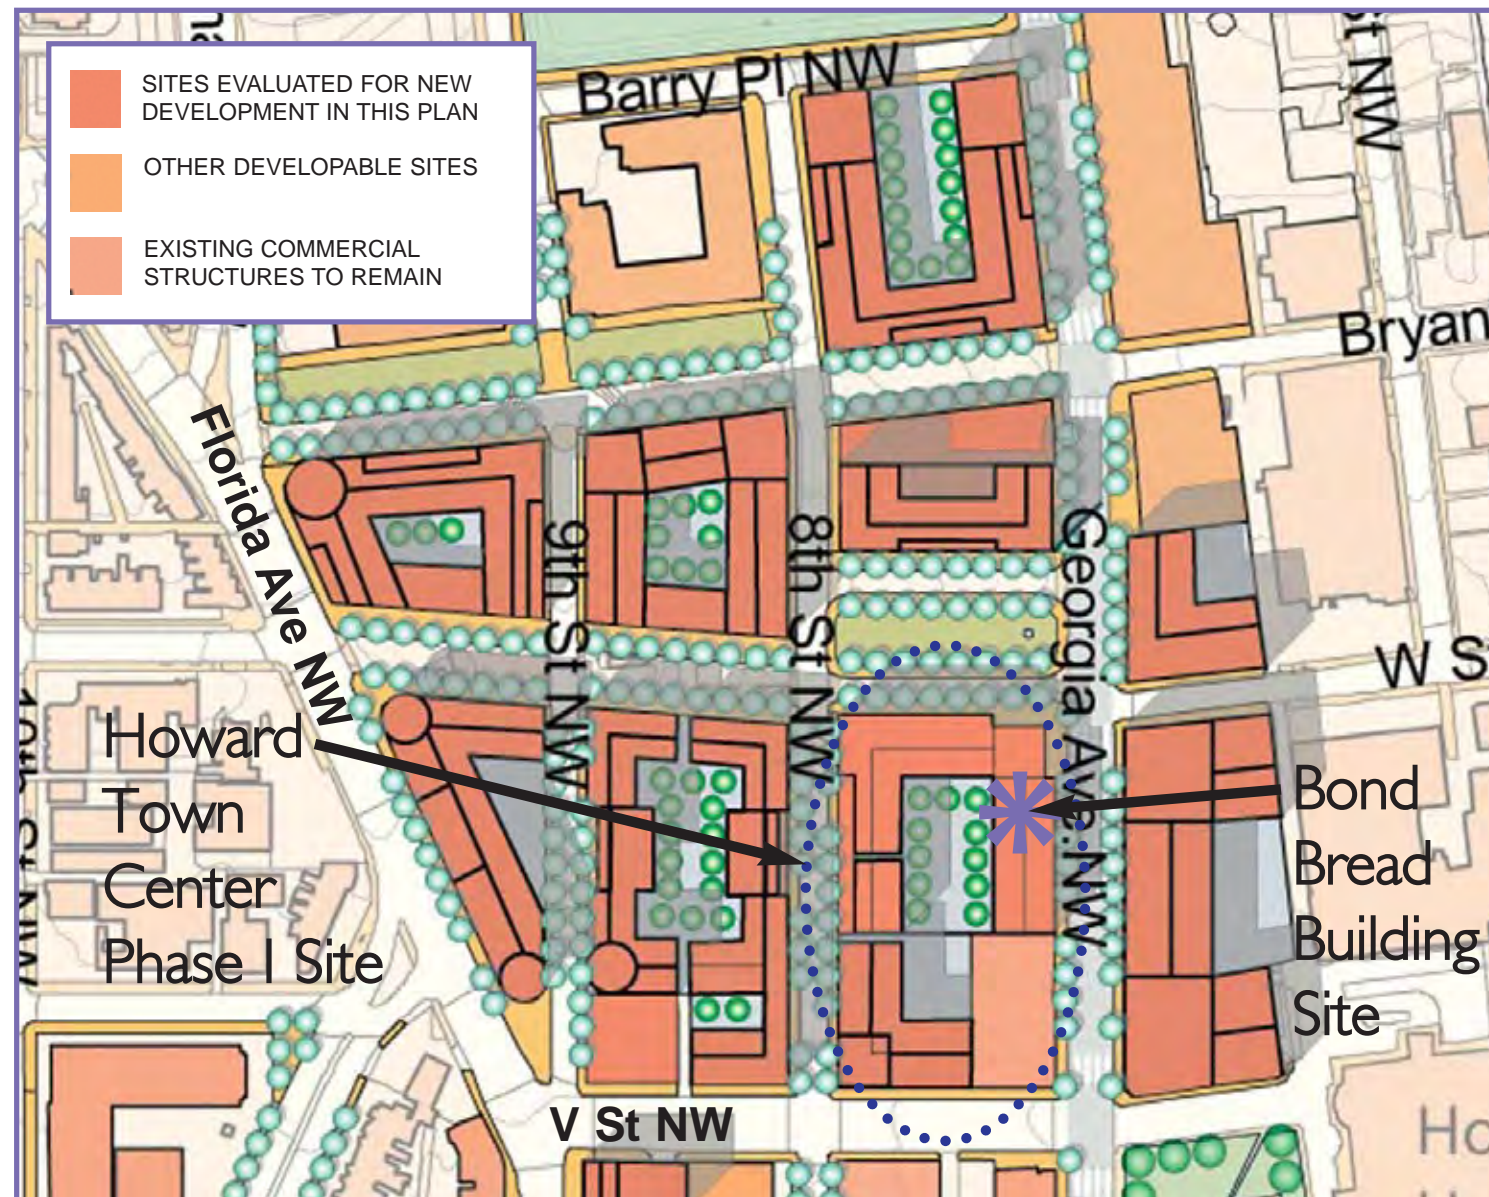 SITES EVALUATED FOR NEW
DEVELOPMENT IN THIS PLAN
OTHER DEVELOPABLE SITES
EXISTING COMMERCIAL
STRUCTURES TO REMAIN
Barry Pl NW
St NW
Bryan
Florida Ave NW
9th St NW
8th St NW
Georgia Ave. NW
W S
Howard
Town
Center
Phase I Site
Bond
Bread
Building
Site
V St NW
Ho